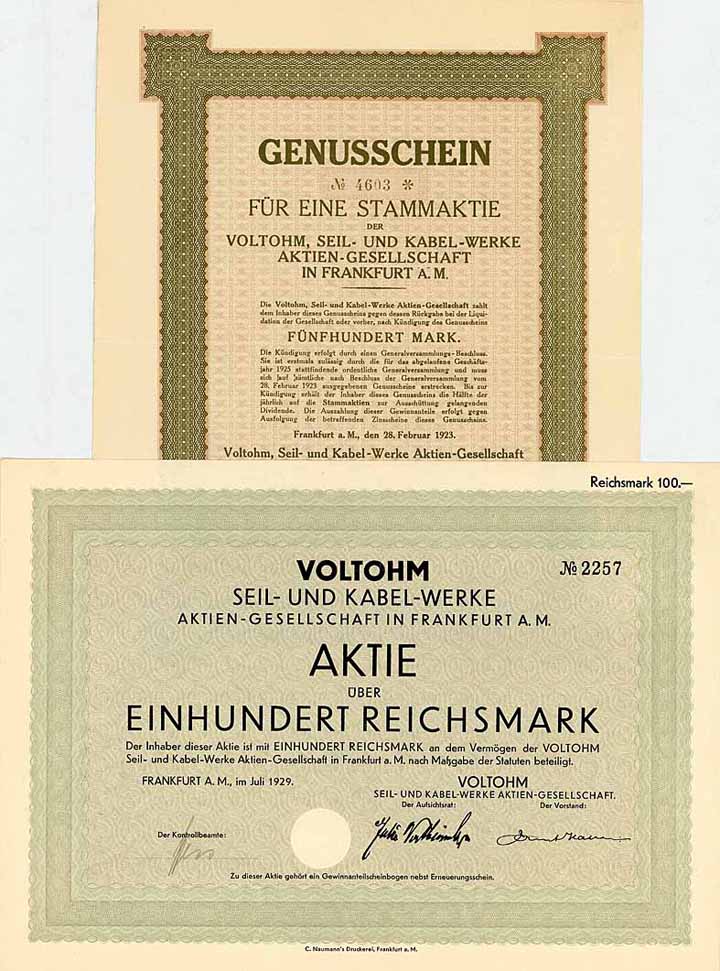 GENUSSCHEIN
№ 4603 *
FÜR EINE STAMMAKTIE
DER
VOLTOHM, SEIL- UND KABEL-WERKE
AKTIEN-GESELLSCHAFT
IN FRANKFURT A. M.
Die Voltohm, Seil- und Kabel-Werke Aktien-Gesellschaft zahlt
dem Inhaber dieses Genusscheins gegen dessen Rückgabe bei der Liqui-
dation der Gesellschaft oder vorher, nach Kündigung des Genusscheins
FÜNFHUNDERT MARK.
Die Kündigung erfolgt durch einen Generalversammlungs-Beschluss.
Sie ist erstmals zulässig durch die für das abgelaufene Geschäfts-
jahr 1925 stattfindende ordentliche Generalversammlung und muss
sich auf sämtliche nach Beschluss der Generalversammlung vom
28. Februar 1923 ausgegebenen Genusscheine erstrecken. Bis zur
Kündigung erhält der Inhaber dieses Genusscheins die Hälfte der
jährlich auf die Stammaktien zur Ausschüttung gelangenden
Dividende. Die Auszahlung dieser Gewinnanteile erfolgt gegen
Ausfolgung der betreffenden Zinsscheine dieses Genusscheins.
Frankfurt a. M., den 28. Februar 1923.
Voltohm, Seil- und Kabel-Werke Aktien-Gesellschaft
Reichsmark 100.—
VOLTOHM
№ 2257
SEIL- UND KABEL-WERKE
AKTIEN-GESELLSCHAFT IN FRANKFURT A. M.
AKTIE
ÜBER
EINHUNDERT REICHSMARK
Der Inhaber dieser Aktie ist mit EINHUNDERT REICHSMARK an dem Vermögen der VOLTOHM
Seil- und Kabel-Werke Aktien-Gesellschaft in Frankfurt a. M. nach Maßgabe der Statuten beteiligt.
FRANKFURT A. M., im Juli 1929.
VOLTOHM
SEIL- UND KABEL-WERKE AKTIEN-GESELLSCHAFT.
Der Aufsichtsrat: Der Vorstand:
Der Kontrollbeamte:
Zu dieser Aktie gehört ein Gewinnanteilscheinbogen nebst Erneuerungsschein.
C. Naumann's Druckerei, Frankfurt a. M.